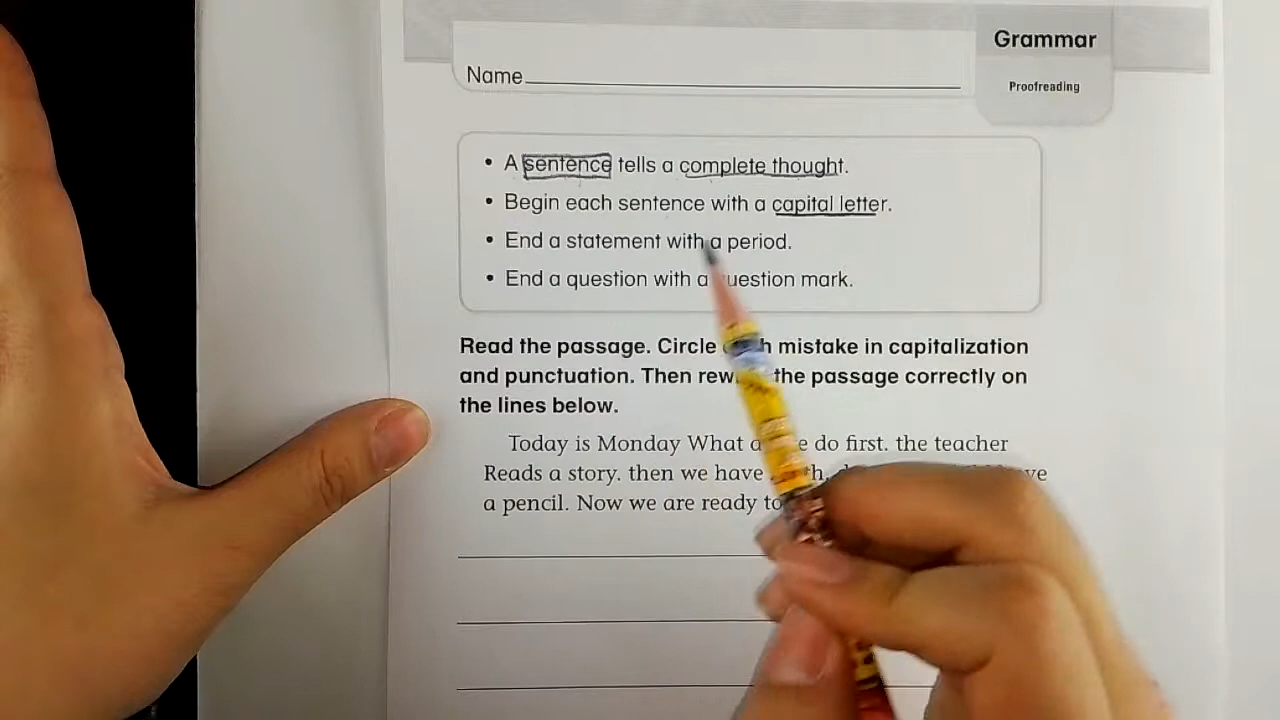 Grammar
Name
Proofreading
• A sentence tells a complete thought.
• Begin each sentence with a capital letter.
• End a statement with a period.
• End a question with a question mark.
Read the passage. Circle mistake in capitalization
and punctuation. Then the passage correctly on
the lines below.
Today is Monday What do first. the teacher
Reads a story. then we have
a pencil. Now we are ready to